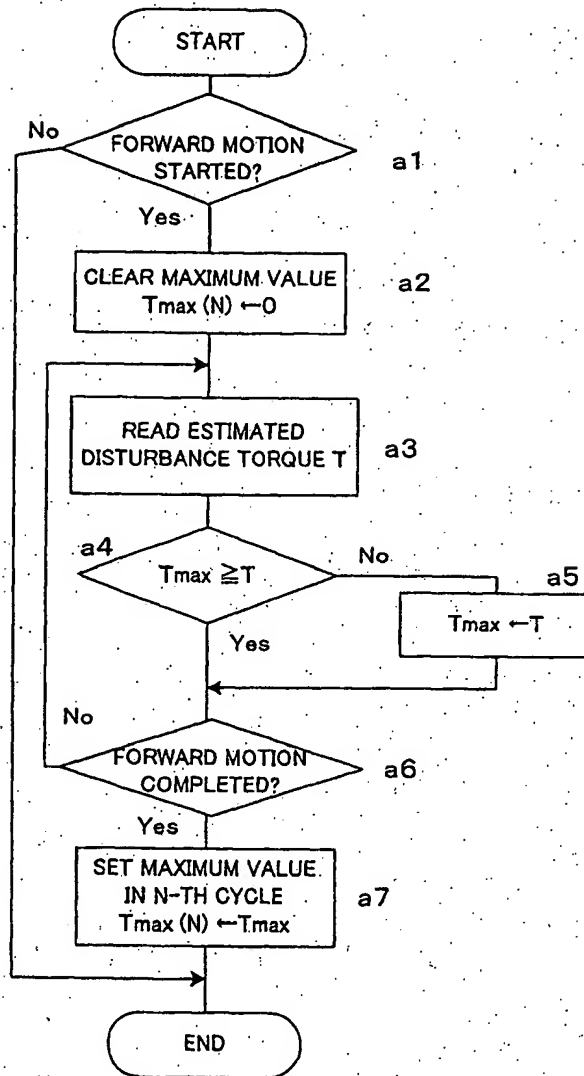 START
No
FORWARD MOTION
STARTED?
a1
Yes
CLEAR MAXIMUM VALUE
Tmax (N) ←0
a2
READ ESTIMATED
DISTURBANCE TORQUE T
a3
a4
Tmax ≧T
No
a5
Tmax ←T
Yes
No
FORWARD MOTION
COMPLETED?
a6
Yes
SET MAXIMUM VALUE
IN N-TH CYCLE
Tmax (N) ←Tmax
a7
END